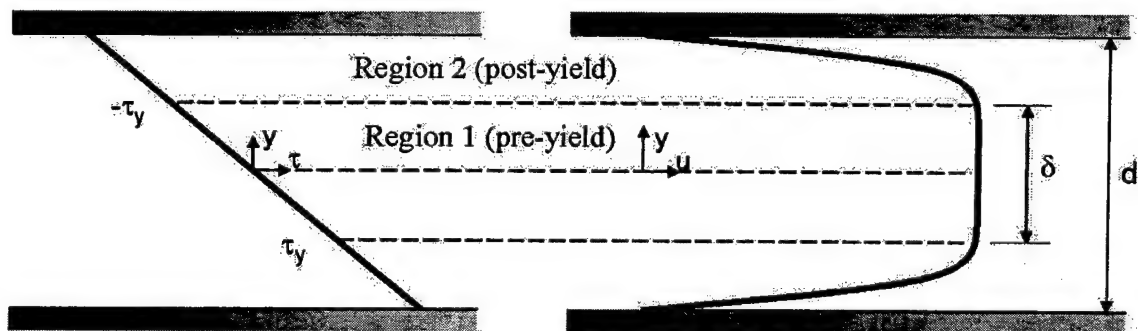 Region 2 (post-yield)
-τy
Region 1 (pre-yield)
y
τ
y
u
δ
d
τy